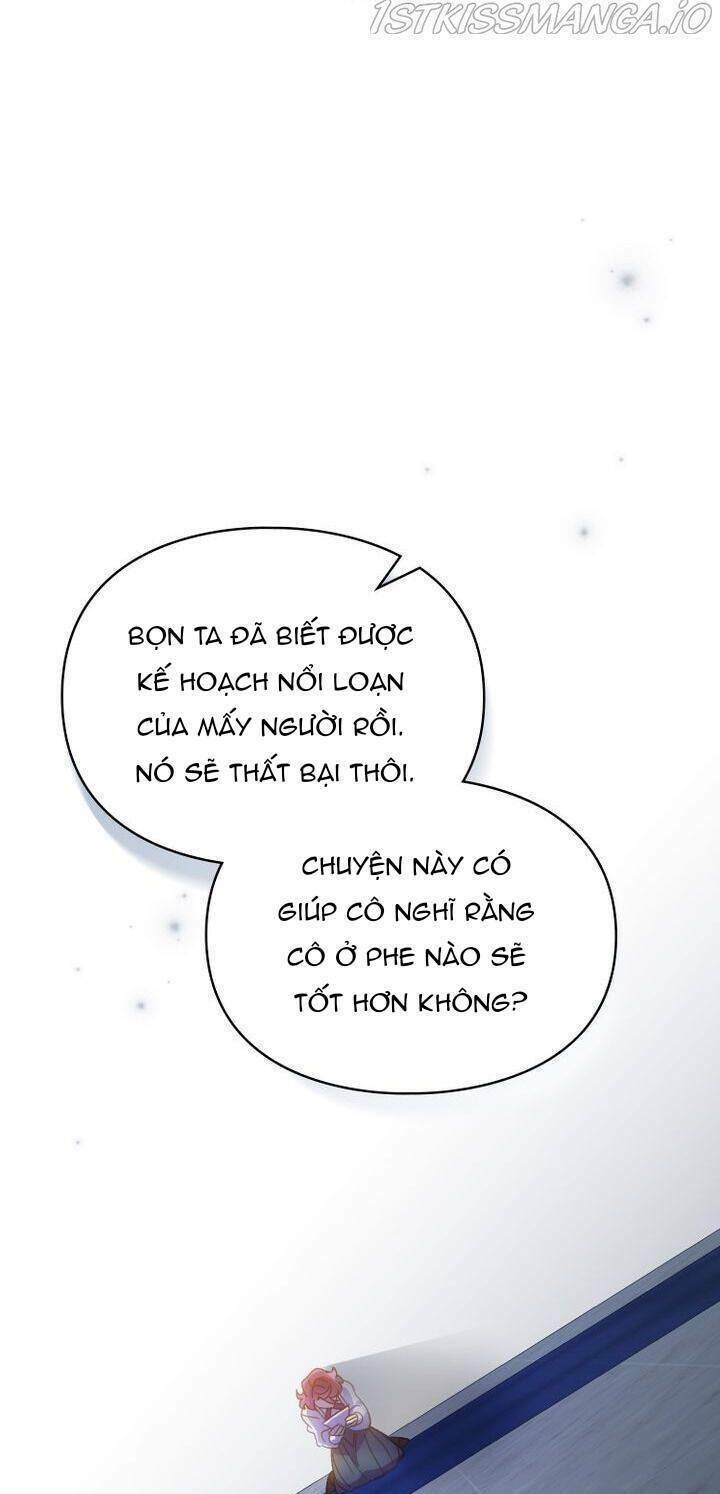 1STKISSMANGA.IO
BỌN TA ĐÃ BIẾT ĐƯỢC
KẾ HOẠCH NỔI LOẠN
CỦA MẤY NGƯỜI RỒI.
NÓ SẼ THẤT BẠI THÔI.
CHUYỆN NÀY CÓ
GIÚP CÔ NGHĨ RẰNG
CÔ Ở PHE NÀO SẼ
TỐT HƠN KHÔNG?